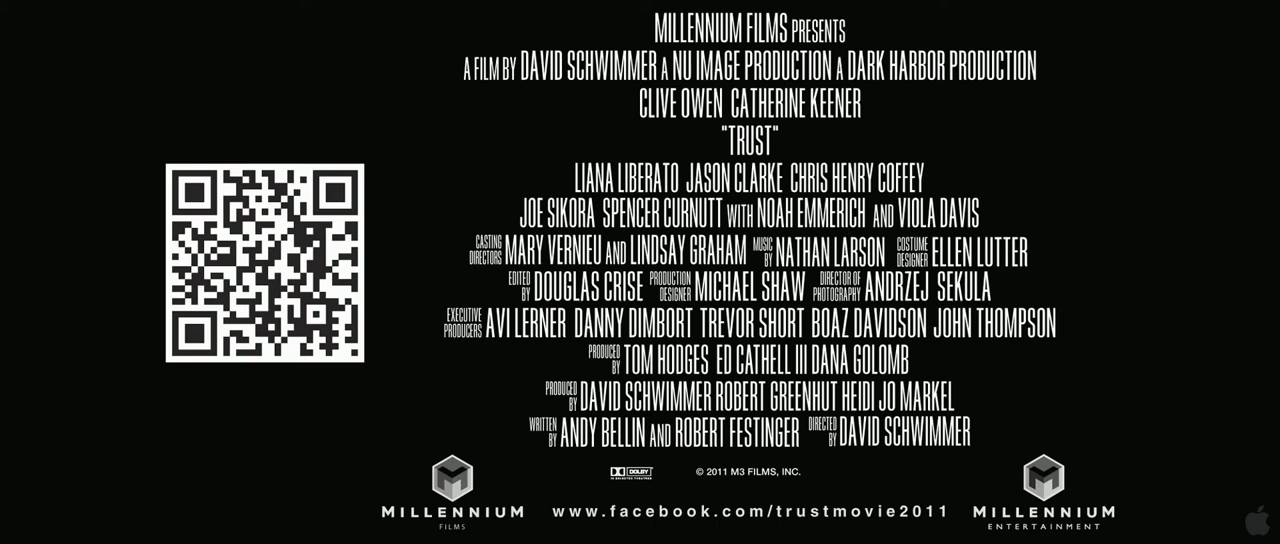 MILLENNIUM FILMS PRESENTS
A FILM BY DAVID SCHWIMMER A NU IMAGE PRODUCTION A DARK HARBOR PRODUCTION
CLIVE OWEN CATHERINE KEENER
"TRUST"
LIANA LIBERATO JASON CLARKE CHRIS HENRY COFFEY
JOE SIKORA SPENCER CURNUTT WITH NOAH EMMERICH AND VIOLA DAVIS
CASTING DIRECTORS MARY VERNIEU AND LINDSAY GRAHAM MUSIC BY NATHAN LARSON COSTUME DESIGNER ELLEN LUTTER
EDITED BY DOUGLAS CRISE PRODUCTION DESIGNER MICHAEL SHAW DIRECTOR OF PHOTOGRAPHY ANDRZEJ SEKULA
EXECUTIVE PRODUCERS AVI LERNER DANNY DIMBORT TREVOR SHORT BOAZ DAVIDSON JOHN THOMPSON
PRODUCED BY TOM HODGES ED CATHELL III DANA GOLOMB
PRODUCED BY DAVID SCHWIMMER ROBERT GREENHUT HEIDI JO MARKEL
WRITTEN BY ANDY BELLIN AND ROBERT FESTINGER DIRECTED BY DAVID SCHWIMMER
DOLBY
IN SELECTED THEATRES
© 2011 M3 FILMS, INC.
MILLENNIUM
FILMS
www.facebook.com/trustmovie2011
MILLENNIUM
ENTERTAINMENT